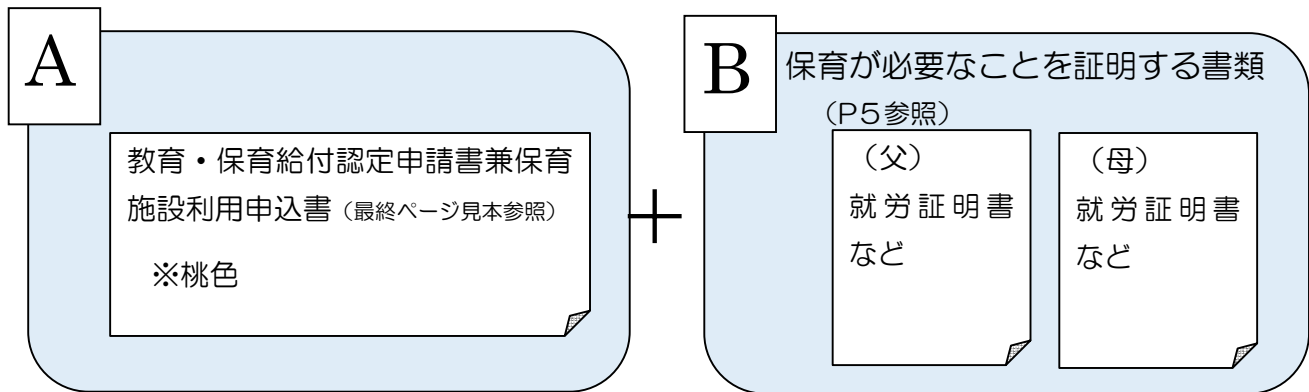 A
教育・保育給付認定申請書兼保育
施設利用申込書（最終ページ見本参照）
※桃色
＋
B
保育が必要なことを証明する書類
（P5参照）
（父）
就労証明書
など
（母）
就労証明書
など